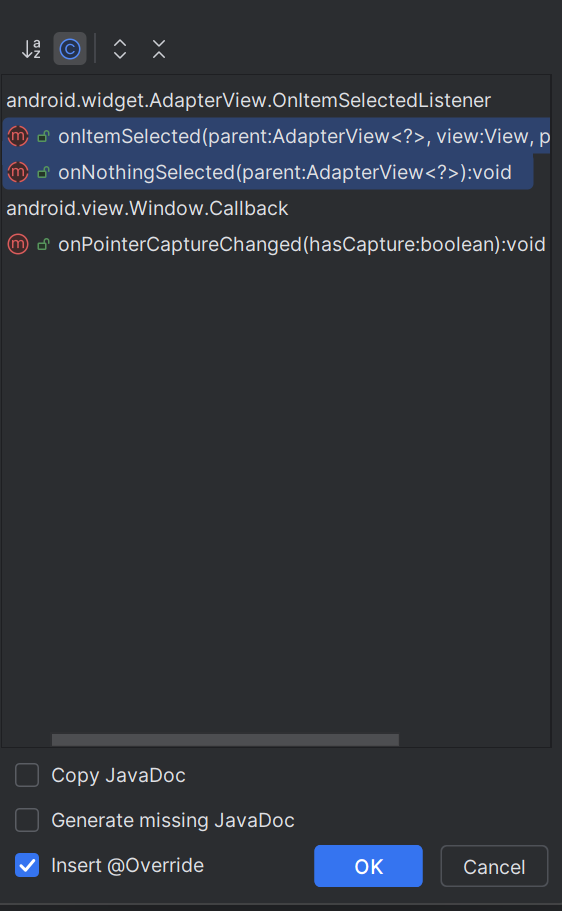 android.widget.AdapterView.OnItemSelectedListener
onItemSelected(parent:AdapterView<?>, view:View, p
onNothingSelected(parent:AdapterView<?>):void
android.view.Window.Callback
onPointerCaptureChanged(hasCapture:boolean):void
Copy JavaDoc
Generate missing JavaDoc
Insert @Override
OK
Cancel